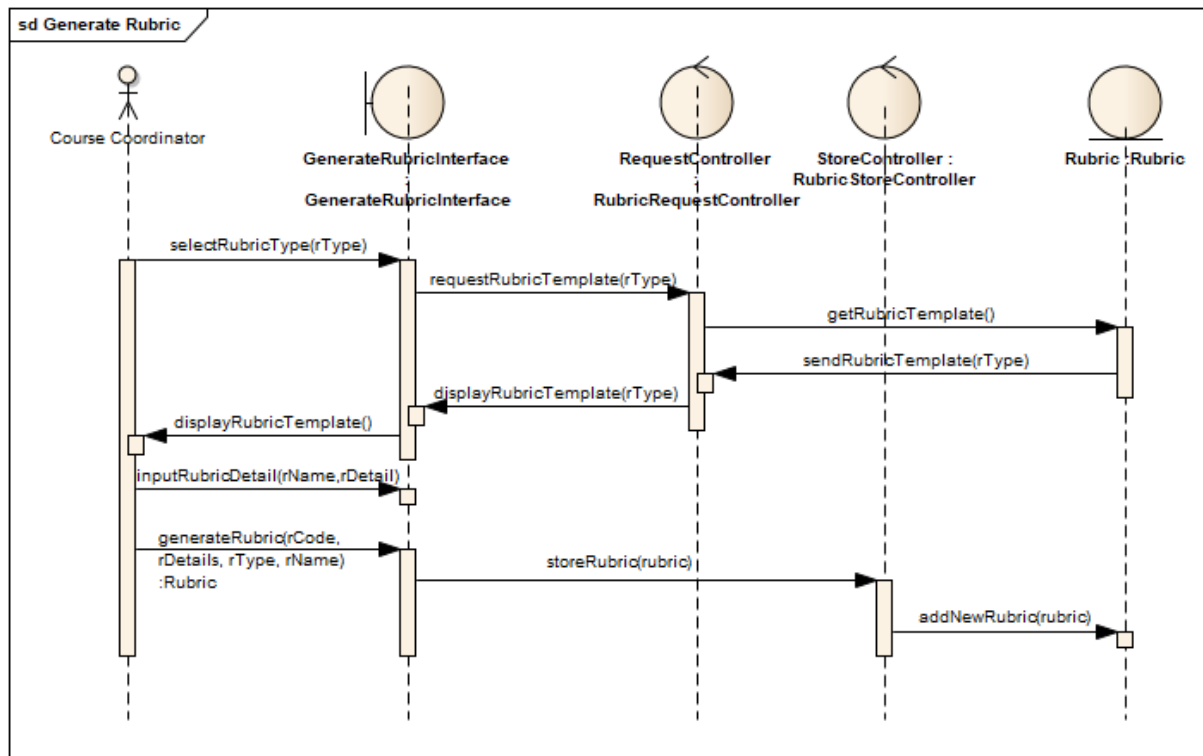 sd Generate Rubric
Course Coordinator
GenerateRubricInterface
:
GenerateRubricInterface
RequestController
:
RubricRequestController
StoreController :
RubricStoreController
Rubric :Rubric
selectRubricType(rType)
requestRubricTemplate(rType)
getRubricTemplate()
sendRubricTemplate(rType)
displayRubricTemplate(rType)
displayRubricTemplate()
inputRubricDetail(rName,rDetail)
generateRubric(rCode,
rDetails, rType, rName)
:Rubric
storeRubric(rubric)
addNewRubric(rubric)